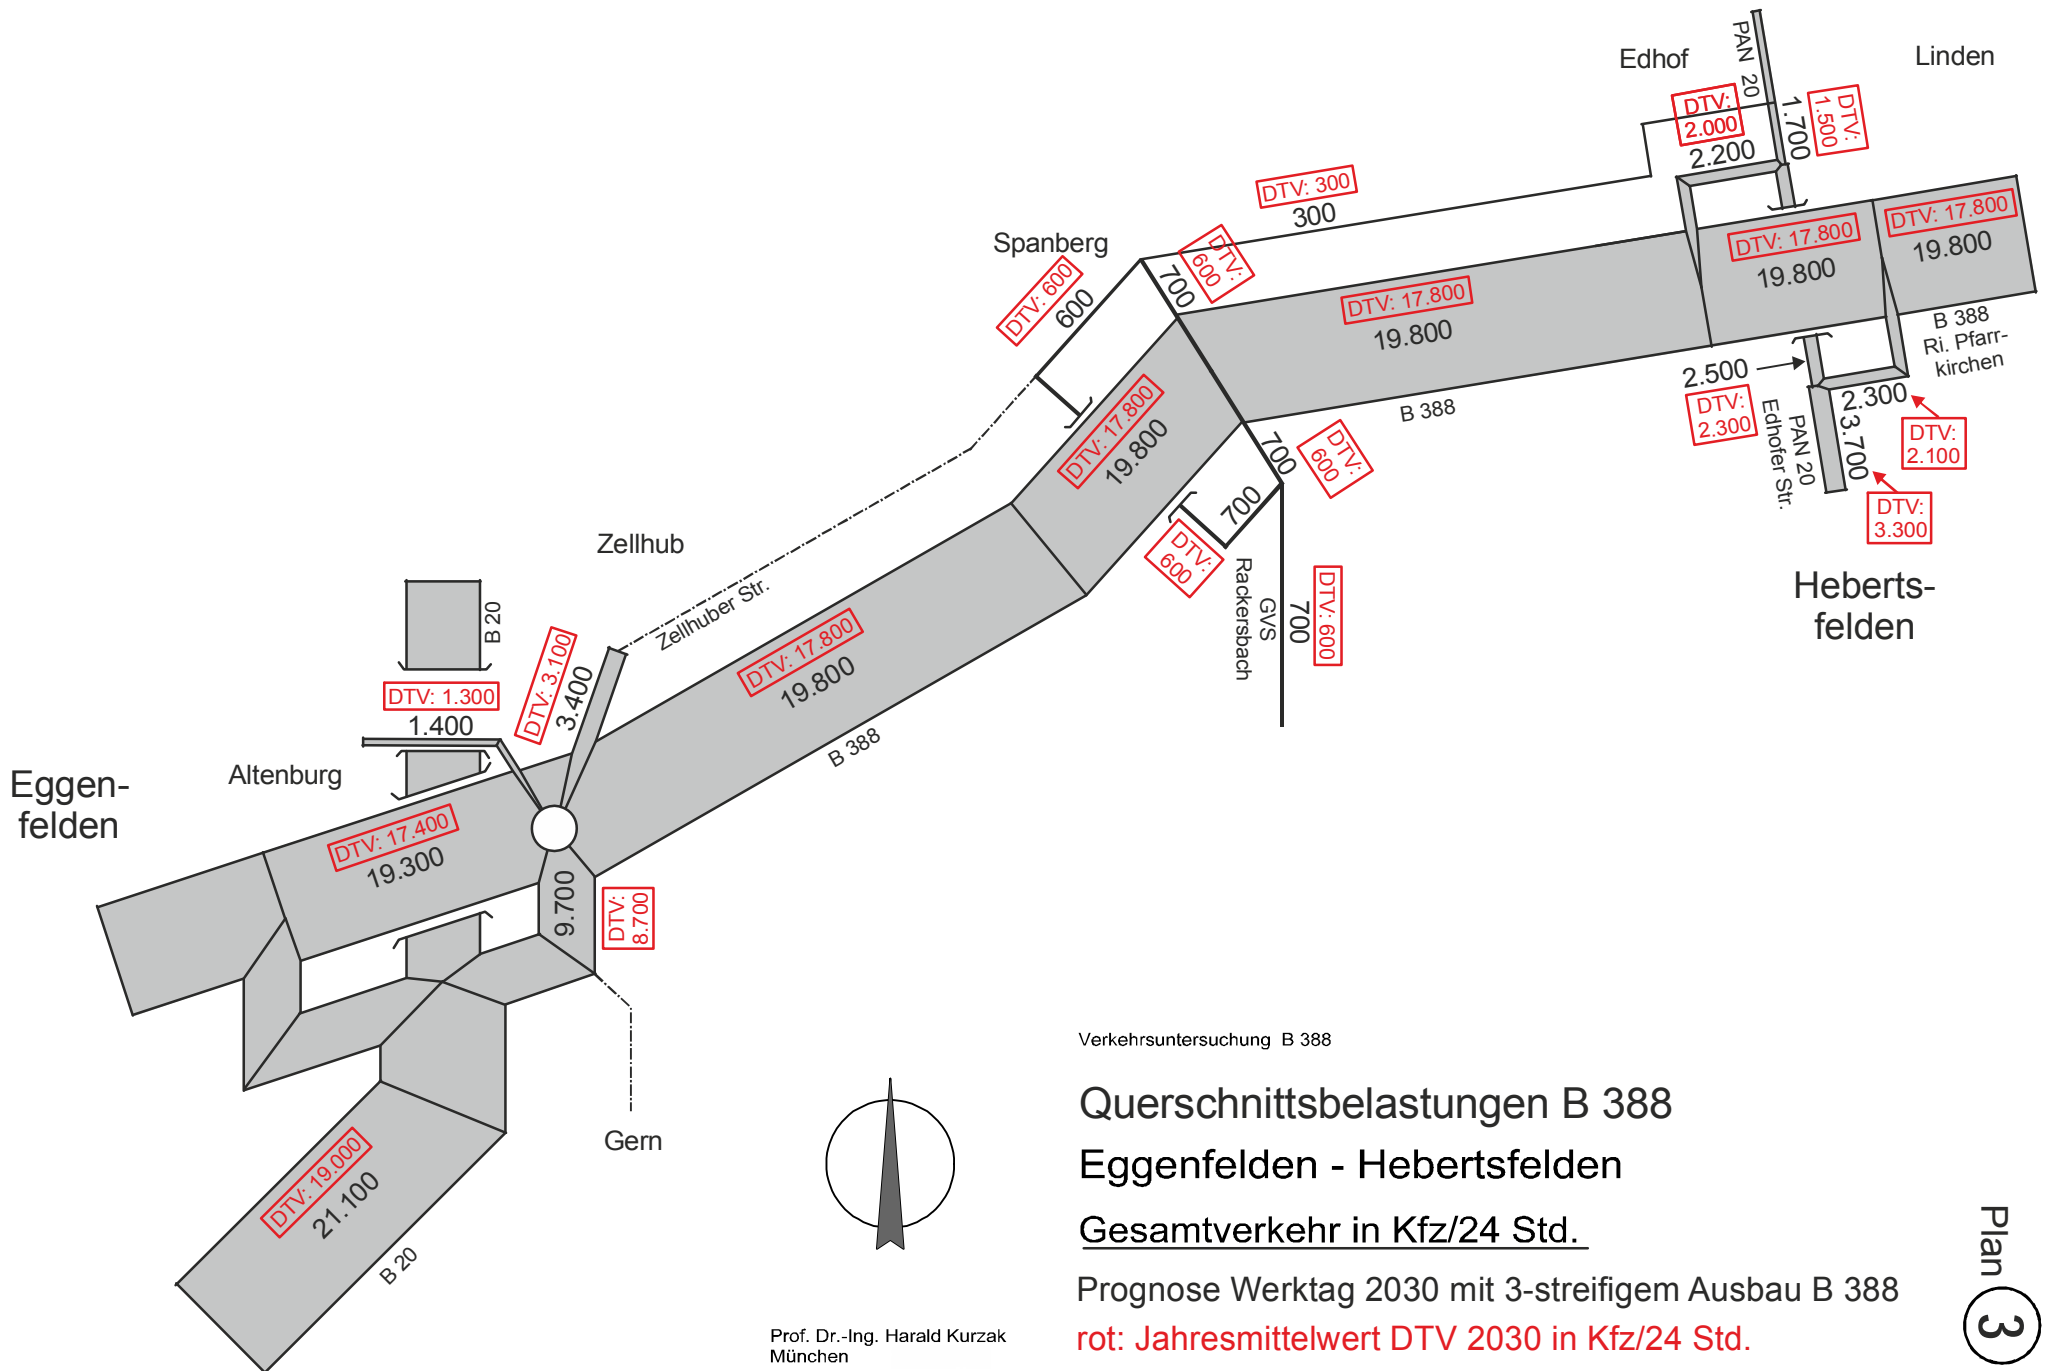 Edhof
Linden
PAN 20
DTV:
2.000
2.200
1.700
DTV:
1.500
DTV: 300
300
Spanberg
DTV: 600
600
700
DTV:
600
DTV: 17.800
19.800
DTV: 17.800
19.800
DTV: 17.800
19.800
B 388
Ri. Pfarr-
kirchen
B 388
2.500
DTV:
2.300
PAN 20
Edhofer Str.
2.300
DTV:
2.100
3.700
DTV:
3.300
Heberts-
felden
DTV: 17.800
19.800
700
DTV:
600
700
DTV:
600
GVS
Rackersbach
700
DTV: 600
Zellhub
Zellhuber Str.
B 20
DTV: 1.300
1.400
DTV: 3.100
3.400
DTV: 17.800
19.800
B 388
Eggen-
felden
Altenburg
DTV: 17.400
19.300
9.700
DTV:
8.700
Gern
DTV: 19.000
21.100
B 20
Verkehrsuntersuchung B 388
Querschnittsbelastungen B 388
Eggenfelden - Hebertsfelden
Gesamtverkehr in Kfz/24 Std.
Prognose Werktag 2030 mit 3-streifigem Ausbau B 388
rot: Jahresmittelwert DTV 2030 in Kfz/24 Std.
Prof. Dr.-Ing. Harald Kurzak
München
Plan 3